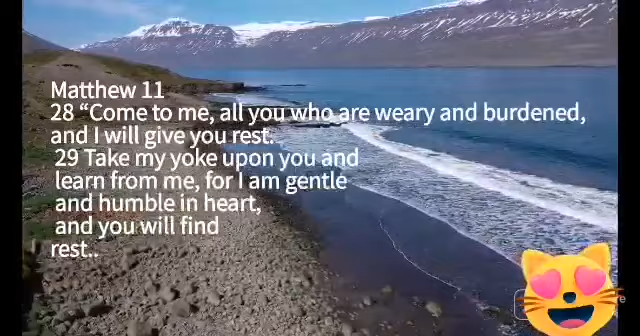 Matthew 11
28 “Come to me, all you who are weary and burdened,
and I will give you rest.
29 Take my yoke upon you and
learn from me, for I am gentle
and humble in heart,
and you will find
rest..